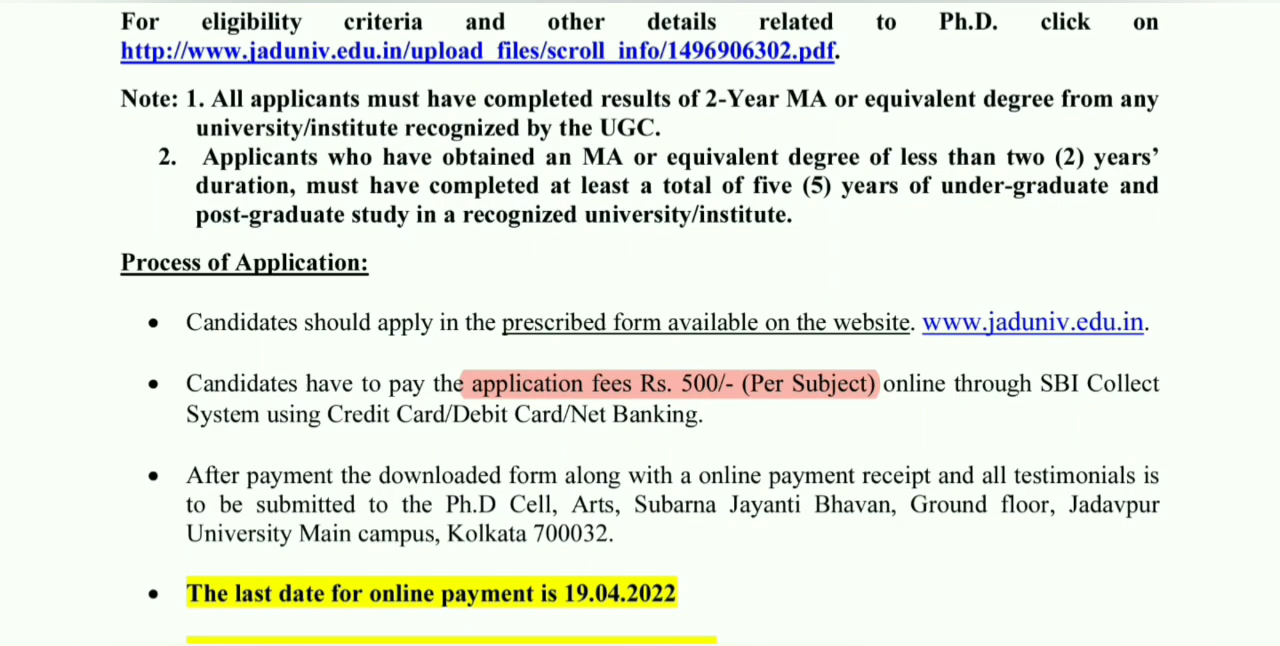 For eligibility criteria and other details related to Ph.D. click on
http://www.jaduniv.edu.in/upload_files/scroll_info/1496906302.pdf.
Note: 1. All applicants must have completed results of 2-Year MA or equivalent degree from any
university/institute recognized by the UGC.
2. Applicants who have obtained an MA or equivalent degree of less than two (2) years’
duration, must have completed at least a total of five (5) years of under-graduate and
post-graduate study in a recognized university/institute.
Process of Application:
• Candidates should apply in the prescribed form available on the website. www.jaduniv.edu.in.
• Candidates have to pay the application fees Rs. 500/- (Per Subject) online through SBI Collect
System using Credit Card/Debit Card/Net Banking.
• After payment the downloaded form along with a online payment receipt and all testimonials is
to be submitted to the Ph.D Cell, Arts, Subarna Jayanti Bhavan, Ground floor, Jadavpur
University Main campus, Kolkata 700032.
• The last date for online payment is 19.04.2022